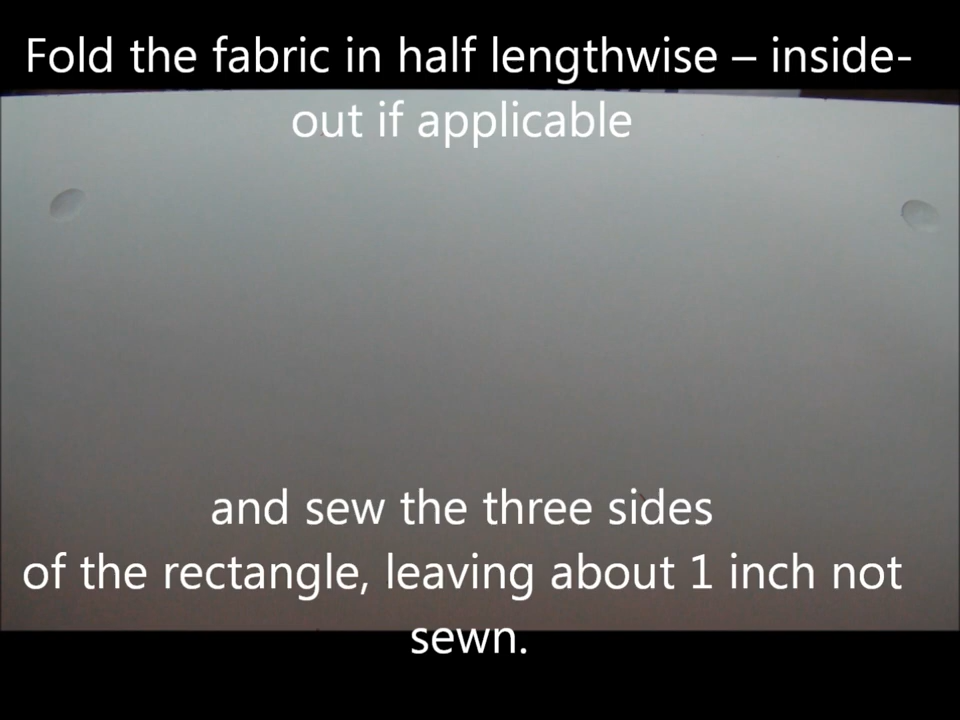 Fold the fabric in half lengthwise – inside-
out if applicable
and sew the three sides
of the rectangle, leaving about 1 inch not
sewn.